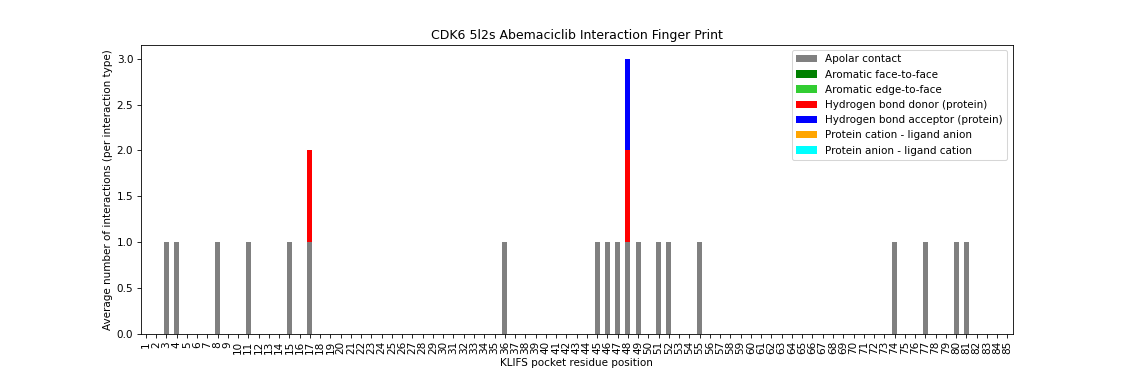 CDK6 5l2s Abemaciclib Interaction Finger Print
Average number of interactions (per interaction type)
3.0
2.5
2.0
1.5
1.0
0.5
0.0
Apolar contact
Aromatic face-to-face
Aromatic edge-to-face
Hydrogen bond donor (protein)
Hydrogen bond acceptor (protein)
Protein cation - ligand anion
Protein anion - ligand cation
1 2 3 4 5 6 7 8 9 10 11 12 13 14 15 16 17 18 19 20 21 22 23 24 25 26 27 28 29 30 31 32 33 34 35 36 37 38 39 40 41 42 43 44 45 46 47 48 49 50 51 52 53 54 55 56 57 58 59 60 61 62 63 64 65 66 67 68 69 70 71 72 73 74 75 76 77 78 79 80 81 82 83 84 85
KLIFS pocket residue position